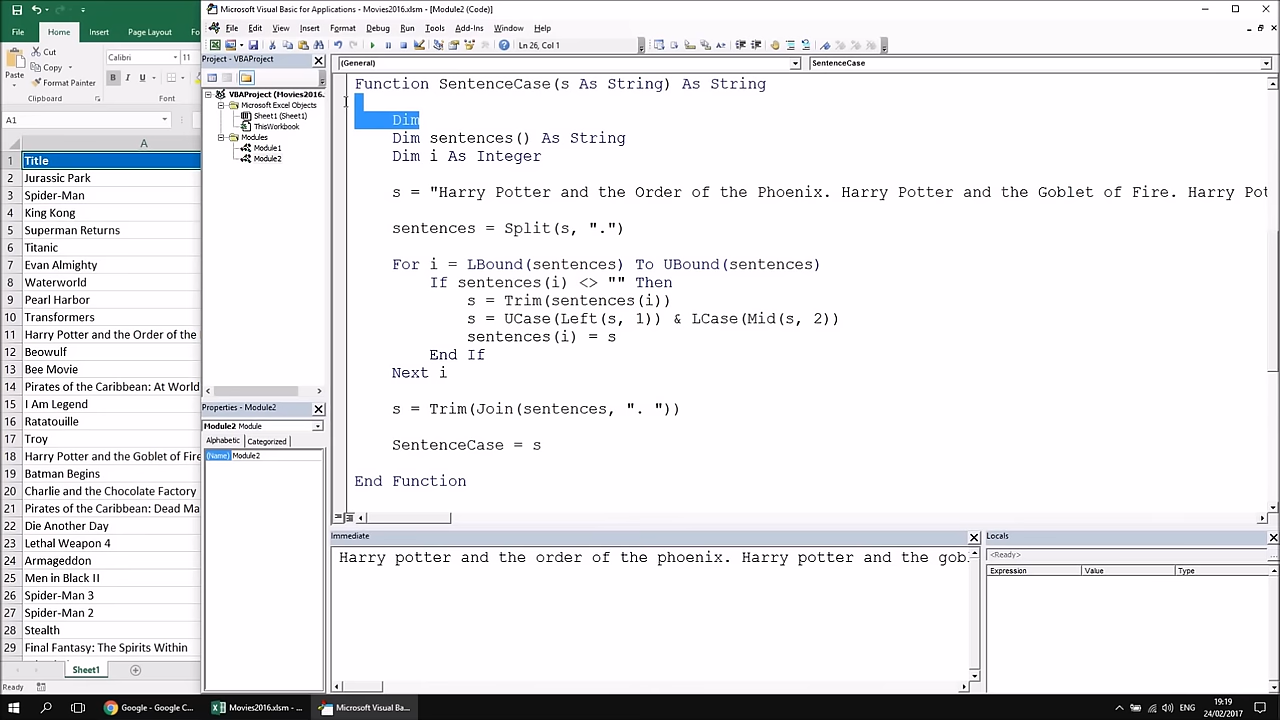 Microsoft Visual Basic for Applications - Movies2016.xlsm - [Module2 (Code)]
File Home Insert Page Layout Fo
File Edit View Insert Format Debug Run Tools Add-Ins Window Help
Cut
Copy
Format Painter
Paste
Clipboard
Calibri 11
B I U
Ln 26, Col 1
Project - VBAProject
VBAProject (Movies2016.
Microsoft Excel Objects
Sheet1 (Sheet1)
ThisWorkbook
Modules
Module1
Module2
(General) SentenceCase
Function SentenceCase(s As String) As String
Dim
Dim sentences() As String
Dim i As Integer
s = "Harry Potter and the Order of the Phoenix. Harry Potter and the Goblet of Fire. Harry Pot
sentences = Split(s, ".")
For i = LBound(sentences) To UBound(sentences)
If sentences(i) <> "" Then
s = Trim(sentences(i))
s = UCase(Left(s, 1)) & LCase(Mid(s, 2))
sentences(i) = s
End If
Next i
s = Trim(Join(sentences, ". "))
SentenceCase = s
End Function
Properties - Module2
Module2 Module
Alphabetic Categorized
(Name) Module2
Immediate
Harry potter and the order of the phoenix. Harry potter and the gob
Locals
<Ready>
Expression Value Type
A1
A
1 Title
2 Jurassic Park
3 Spider-Man
4 King Kong
5 Superman Returns
6 Titanic
7 Evan Almighty
8 Waterworld
9 Pearl Harbor
10 Transformers
11 Harry Potter and the Order of the
12 Beowulf
13 Bee Movie
14 Pirates of the Caribbean: At World
15 I Am Legend
16 Ratatouille
17 Troy
18 Harry Potter and the Goblet of Fire
19 Batman Begins
20 Charlie and the Chocolate Factory
21 Pirates of the Caribbean: Dead Ma
22 Die Another Day
23 Lethal Weapon 4
24 Armageddon
25 Men in Black II
26 Spider-Man 3
27 Spider-Man 2
28 Stealth
29 Final Fantasy: The Spirits Within
Sheet1
Ready
Google - Google C... Movies2016.xlsm -... Microsoft Visual Ba... ENG 19:19
24/02/2017